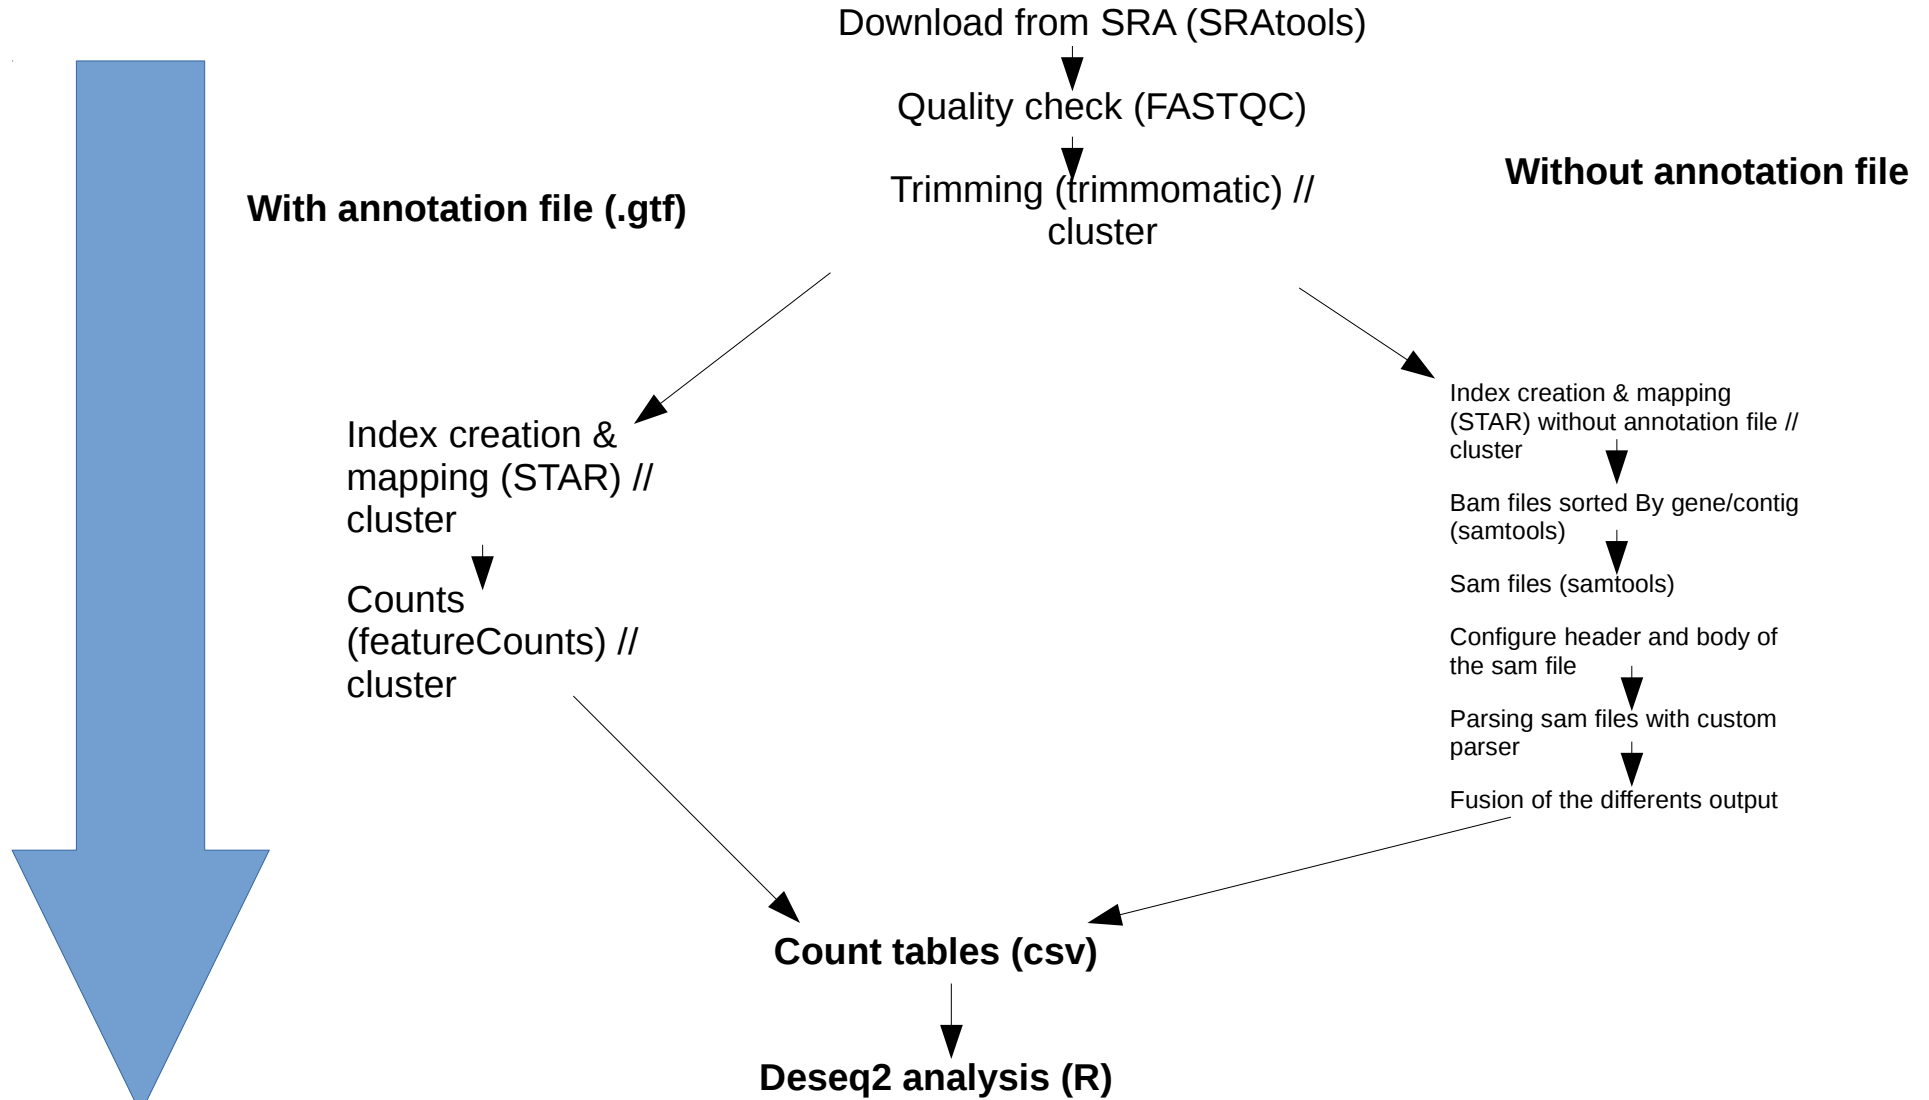 Download from SRA (SRAtools)
Quality check (FASTQC)
Trimming (trimmomatic) //
cluster
With annotation file (.gtf)
Without annotation file
Index creation &
mapping (STAR) //
cluster
Counts
(featureCounts) //
cluster
Index creation & mapping
(STAR) without annotation file //
cluster
Bam files sorted By gene/contig
(samtools)
Sam files (samtools)
Configure header and body of
the sam file
Parsing sam files with custom
parser
Fusion of the differents output
Count tables (csv)
Deseq2 analysis (R)